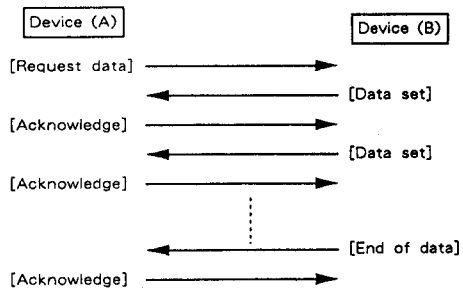 Device (A)
Device (B)
[Request data]
[Data set]
[Acknowledge]
[Data set]
[Acknowledge]
[End of data]
[Acknowledge]